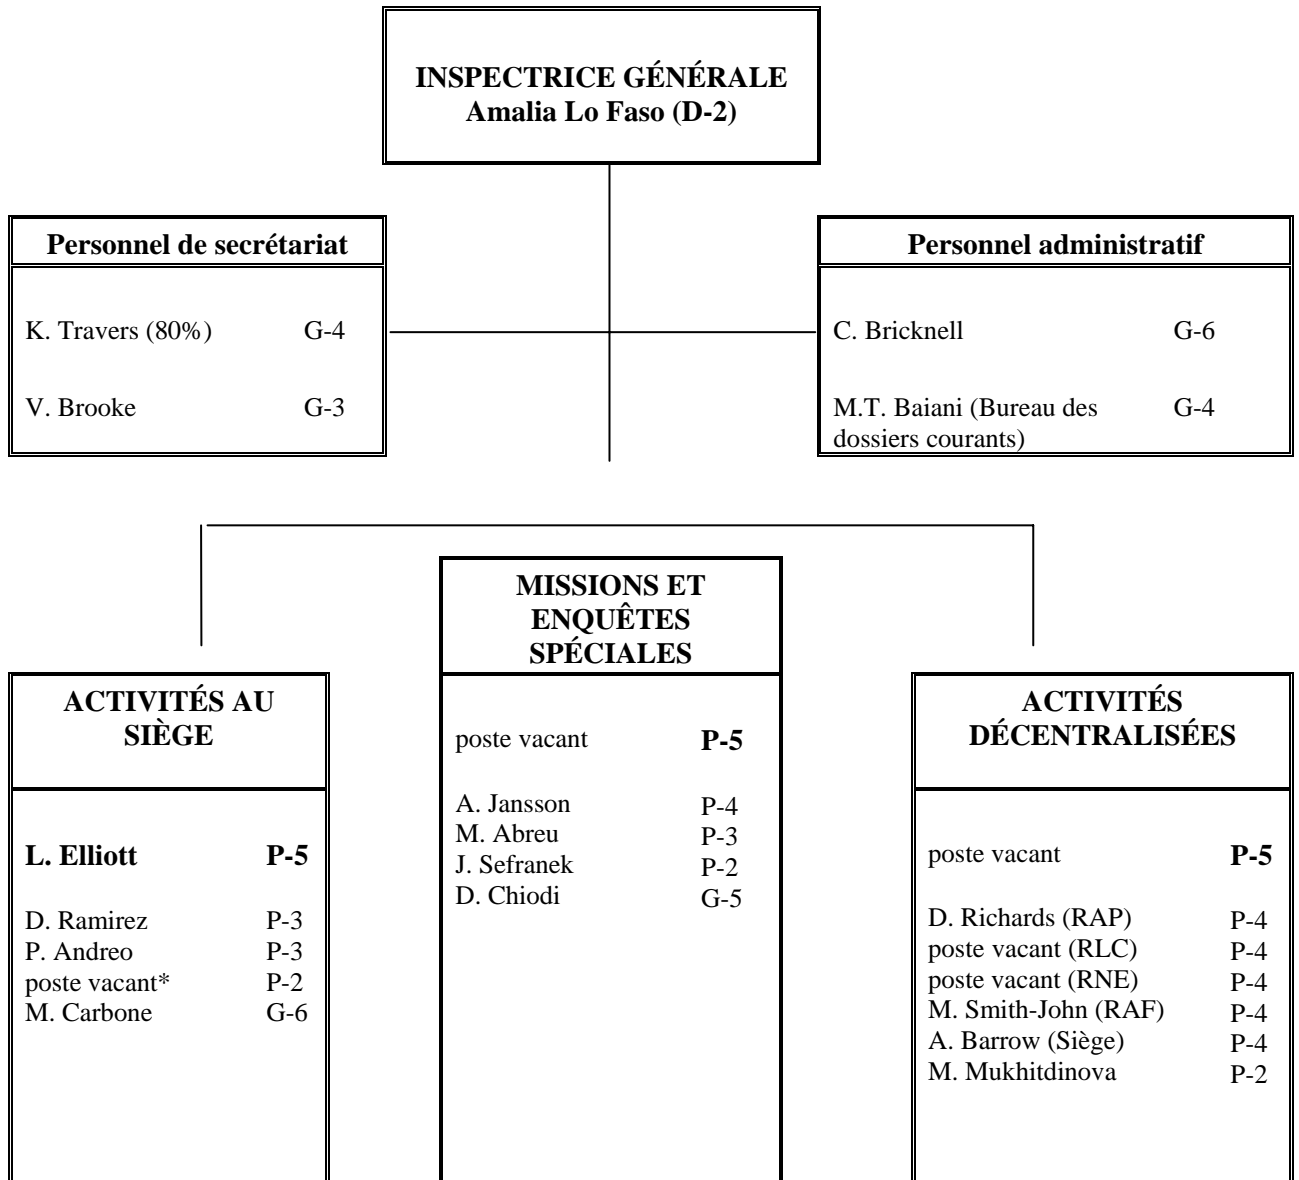 INSPECTRICE GÉNÉRALE
Amalia Lo Faso (D-2)
Personnel de secrétariat
K. Travers (80%) G-4
V. Brooke G-3
Personnel administratif
C. Bricknell G-6
M.T. Baiani (Bureau des G-4
dossiers courants)
ACTIVITÉS AU
SIÈGE
L. Elliott P-5
D. Ramirez P-3
P. Andreo P-3
poste vacant* P-2
M. Carbone G-6
MISSIONS ET
ENQUÊTES
SPÉCIALES
poste vacant P-5
A. Jansson P-4
M. Abreu P-3
J. Sefranek P-2
D. Chiodi G-5
ACTIVITÉS
DÉCENTRALISÉES
poste vacant P-5
D. Richards (RAP) P-4
poste vacant (RLC) P-4
poste vacant (RNE) P-4
M. Smith-John (RAF) P-4
A. Barrow (Siège) P-4
M. Mukhitdinova P-2